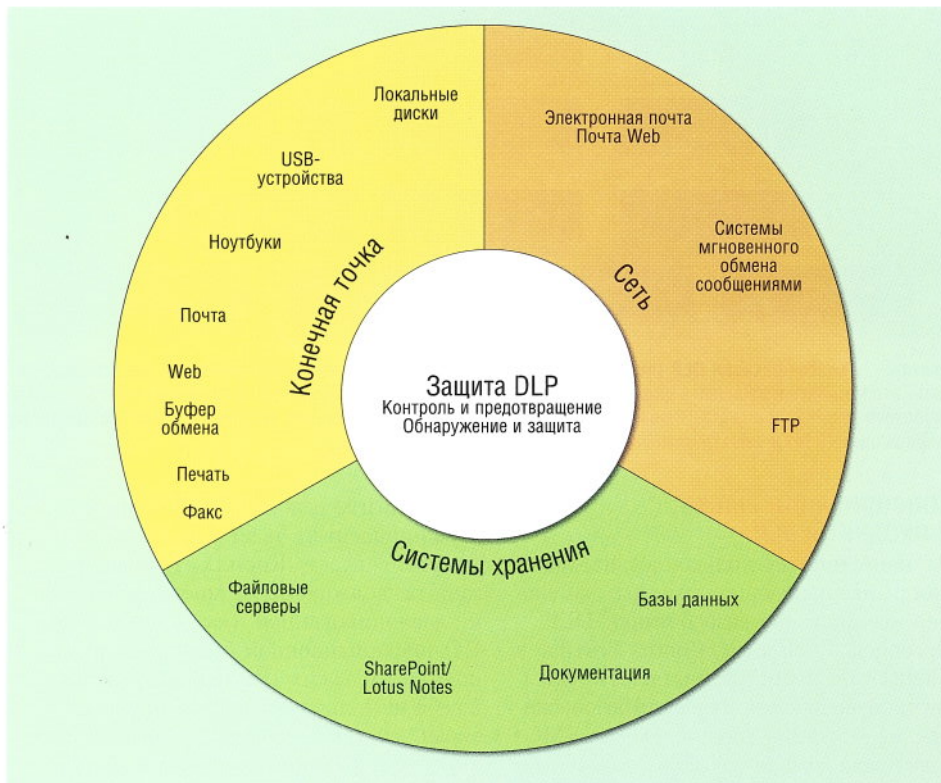 Локальные
диски
USB-
устройства
Ноутбуки
Почта
Web
Буфер
обмена
Печать
Факс
Конечная точка
Электронная почта
Почта Web
Системы
мгновенного
обмена
сообщениями
FTP
Сеть
Защита DLP
Контроль и предотвращение
Обнаружение и защита
Системы хранения
Файловые
серверы
SharePoint/
Lotus Notes
Документация
Базы данных